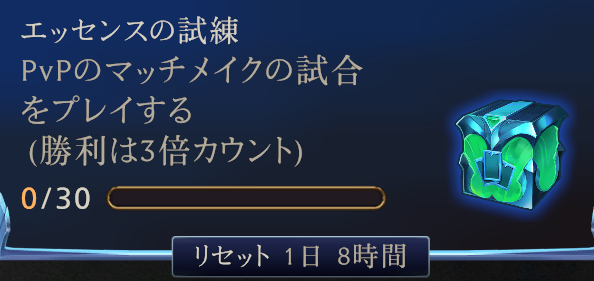 エッセンスの試練
PvPのマッチメイクの試合
をプレイする
(勝利は3倍カウント)
0/30
リセット 1日 8時間